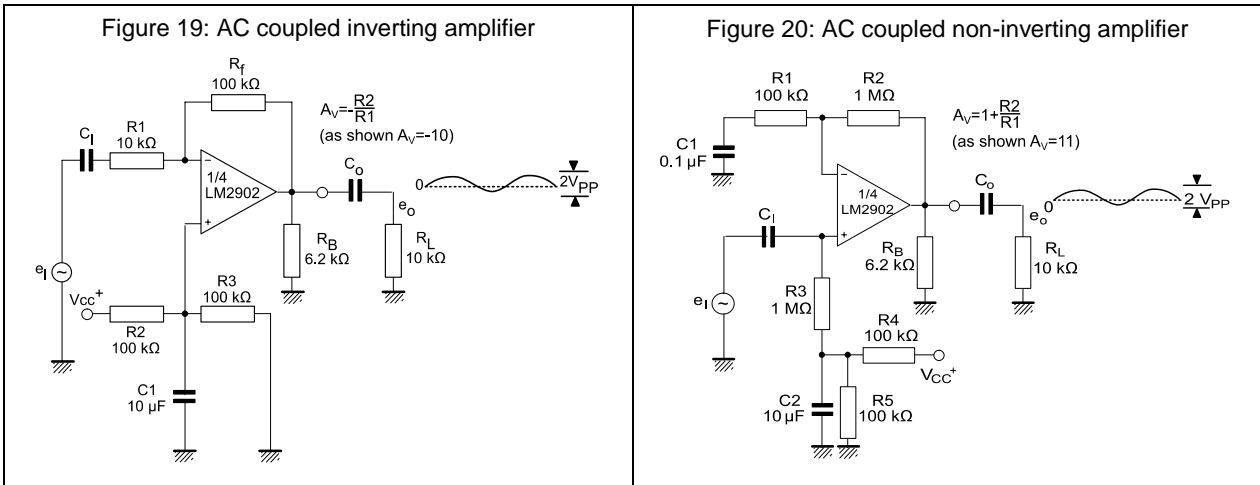 Figure 19: AC coupled inverting amplifier
Rf
100 kΩ
AV=-R2/R1
(as shown AV=-10)
CI
R1
10 kΩ
1/4
LM2902
-
+
Co
0
2VPP
eo
RB
6.2 kΩ
RL
10 kΩ
eI
~
VCC+
R2
100 kΩ
R3
100 kΩ
C1
10 µF
Figure 20: AC coupled non-inverting amplifier
R1
100 kΩ
R2
1 MΩ
AV=1+R2/R1
(as shown AV=11)
C1
0.1 µF
1/4
LM2902
-
+
Co
0
2 VPP
eo
CI
RB
6.2 kΩ
RL
10 kΩ
eI
~
R3
1 MΩ
R4
100 kΩ
VCC+
C2
10 µF
R5
100 kΩ